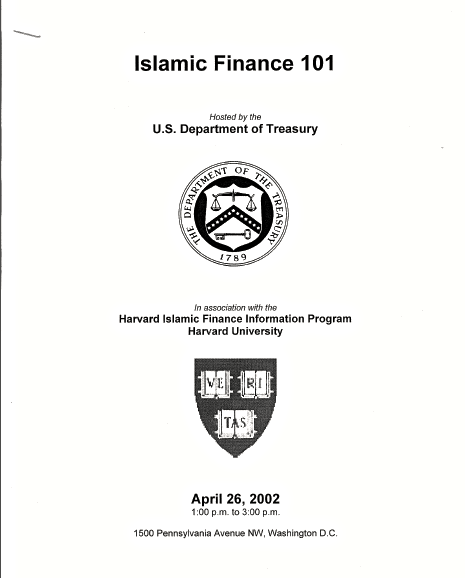 Islamic Finance 101
Hosted by the
U.S. Department of Treasury
THE DEPARTMENT OF THE TREASURY
1789
In association with the
Harvard Islamic Finance Information Program
Harvard University
VE RI
TAS
April 26, 2002
1:00 p.m. to 3:00 p.m.
1500 Pennsylvania Avenue NW, Washington D.C.